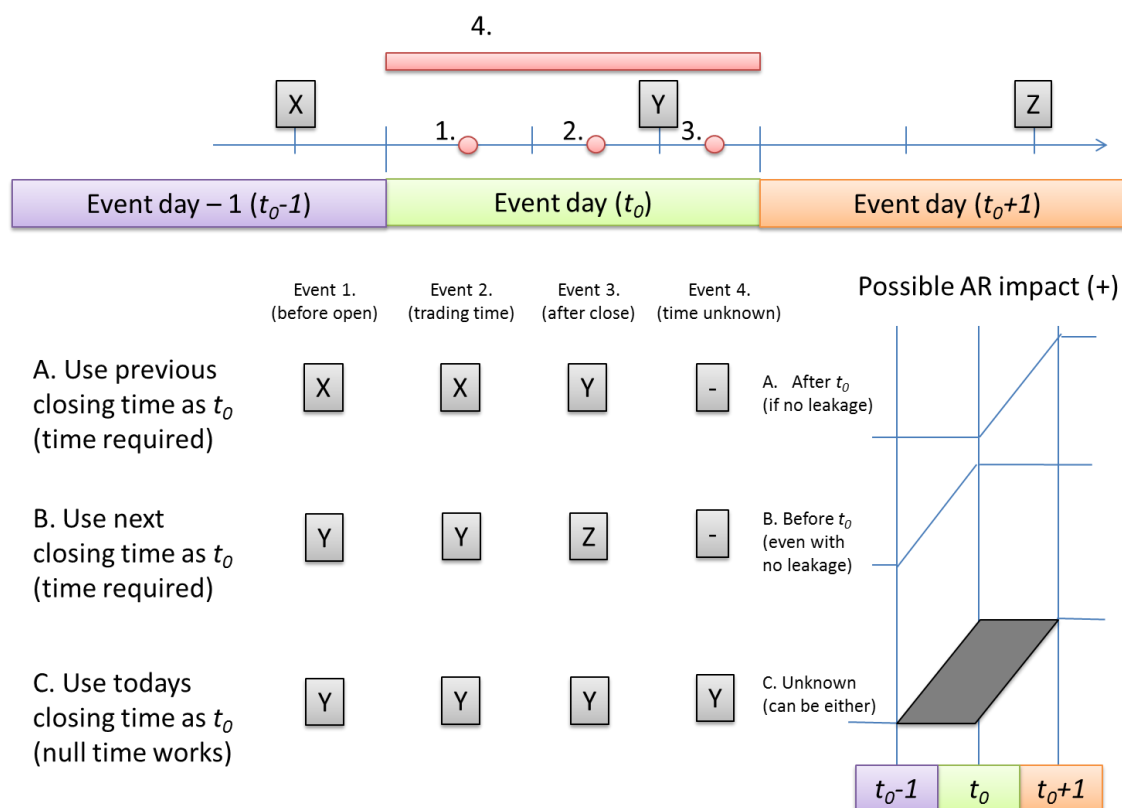 4.
X
Y
Z
1.
2.
3.
Event day – 1 (t₀-1)
Event day (t₀)
Event day (t₀+1)
Event 1.
(before open)
Event 2.
(trading time)
Event 3.
(after close)
Event 4.
(time unknown)
Possible AR impact (+)
A. Use previous
closing time as t₀
(time required)
X
X
Y
-
A. After t₀
(if no leakage)
B. Use next
closing time as t₀
(time required)
Y
Y
Z
-
B. Before t₀
(even with
no leakage)
C. Use todays
closing time as t₀
(null time works)
Y
Y
Y
Y
C. Unknown
(can be either)
t₀-1
t₀
t₀+1